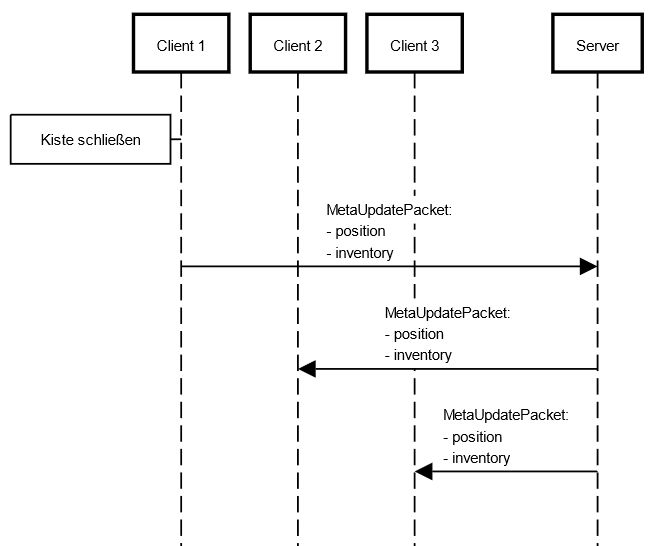 Client 1
Client 2
Client 3
Server
Kiste schließen
MetaUpdatePacket:
- position
- inventory
MetaUpdatePacket:
- position
- inventory
MetaUpdatePacket:
- position
- inventory